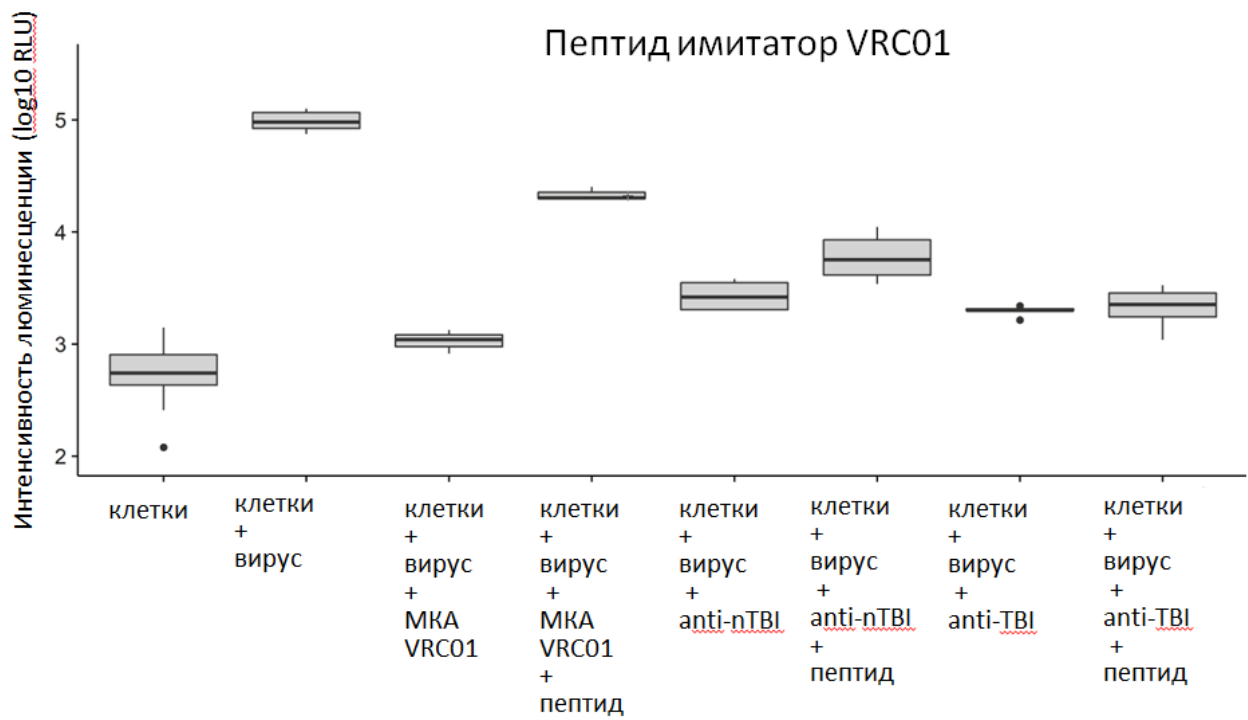 Пептид имитатор VRC01
Интенсивность люминесценции (log10 RLU)
5
4
3
2
клетки
клетки
+
вирус
клетки
+
вирус
+
МКА
VRC01
клетки
+
вирус
+
МКА
VRC01
+
пептид
клетки
+
вирус
+
anti-nTBI
клетки
+
вирус
+
anti-nTBI
+
пептид
клетки
+
вирус
+
anti-TBI
клетки
+
вирус
+
anti-TBI
+
пептид